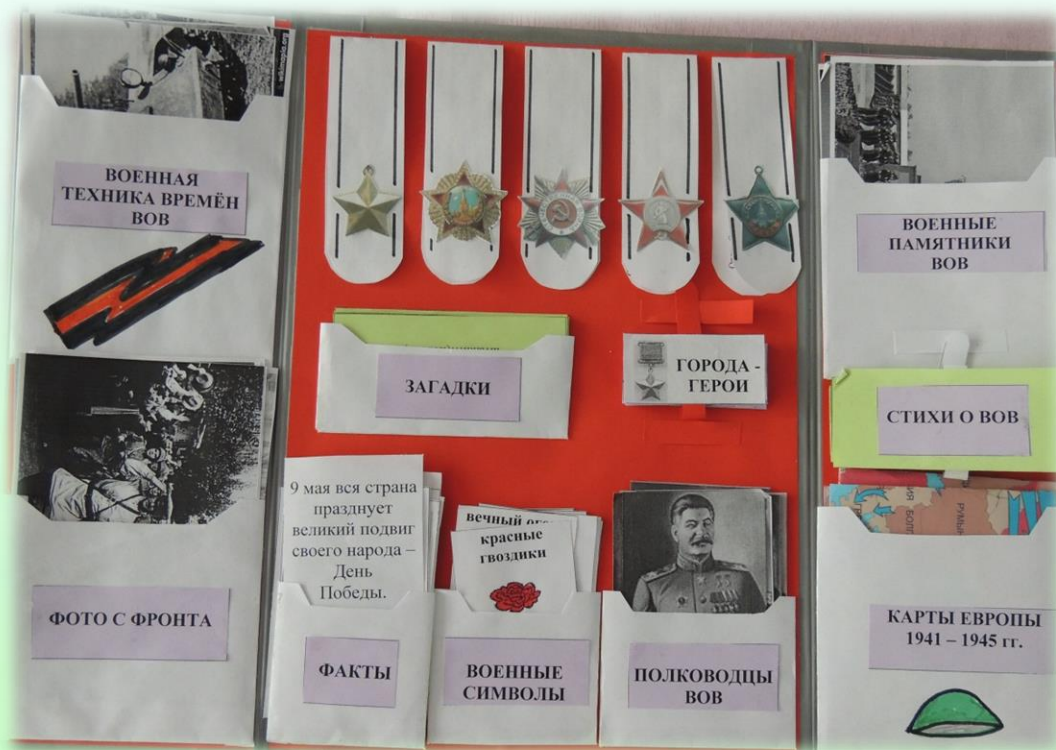 ВОЕННАЯ
ТЕХНИКА ВРЕМЁН
ВОВ
ФОТО С ФРОНТА
ЗАГАДКИ
ГОРОДА -
ГЕРОИ
9 мая вся страна
празднует
великий подвиг
своего народа –
День
Победы.
ФАКТЫ
вечный
красные
гвоздики
ВОЕННЫЕ
СИМВОЛЫ
ПОЛКОВОДЦЫ
ВОВ
ВОЕННЫЕ
ПАМЯТНИКИ
ВОВ
СТИХИ О ВОВ
КАРТЫ ЕВРОПЫ
1941 – 1945 гг.